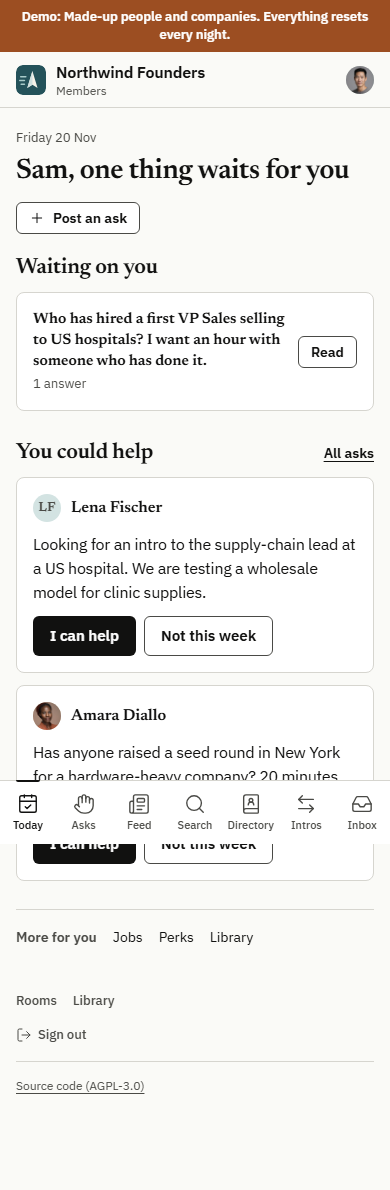 Demo: Made-up people and companies. Everything resets
every night.
Northwind Founders
Members
Friday 20 Nov
Sam, one thing waits for you
Post an ask
Waiting on you
Who has hired a first VP Sales selling
to US hospitals? I want an hour with
someone who has done it.
Read
1 answer
You could help
All asks
LF
Lena Fischer
Looking for an intro to the supply-chain lead at
a US hospital. We are testing a wholesale
model for clinic supplies.
I can help
Not this week
Amara Diallo
Has anyone raised a seed round in New York
for a hardware-heavy company? 20 minutes
Today
Asks
Feed
Search
Directory
Intros
Inbox
I can help
Not this week
More for you
Jobs
Perks
Library
Rooms
Library
Sign out
Source code (AGPL-3.0)